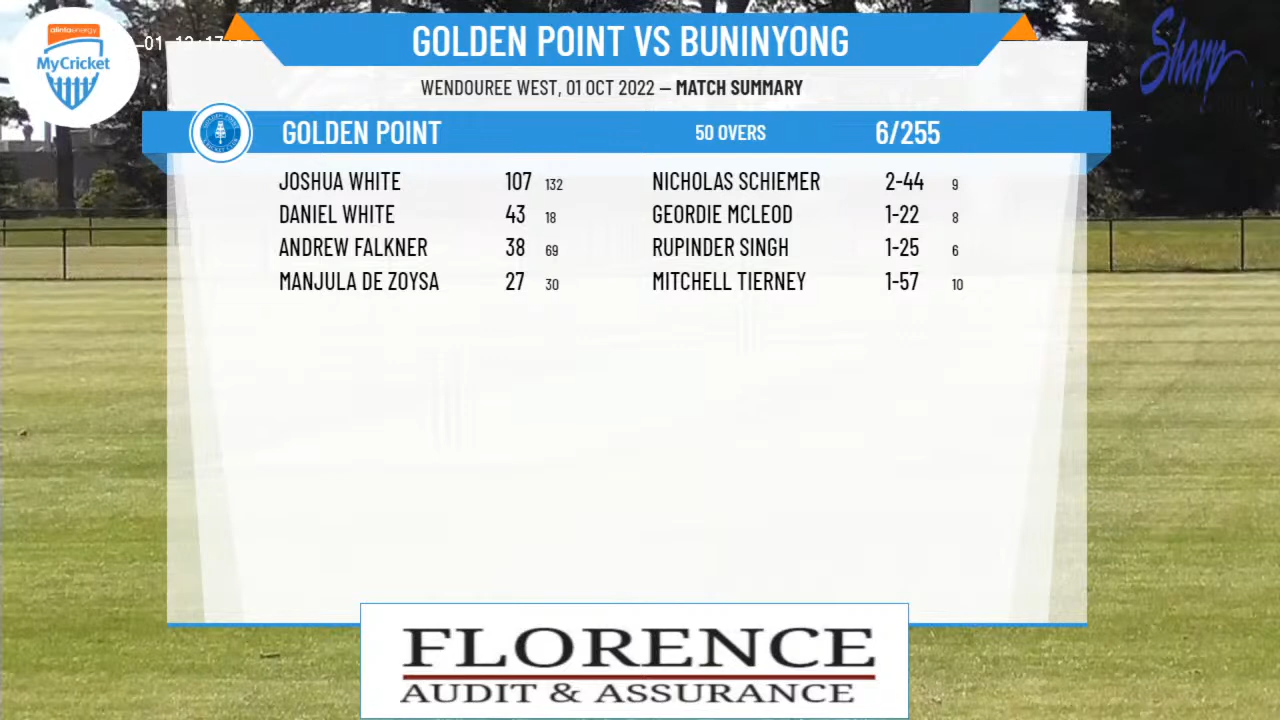 alinta energy
MyCricket
GOLDEN POINT VS BUNINYONG
Sharp
WENDOUREE WEST, 01 OCT 2022 – MATCH SUMMARY
GOLDEN POINT 50 OVERS 6/255
JOSHUA WHITE 107 132 NICHOLAS SCHIEMER 2-44 9
DANIEL WHITE 43 18 GEORDIE MCLEOD 1-22 8
ANDREW FALKNER 38 69 RUPINDER SINGH 1-25 6
MANJULA DE ZOYSA 27 30 MITCHELL TIERNEY 1-57 10
FLORENCE
AUDIT & ASSURANCE